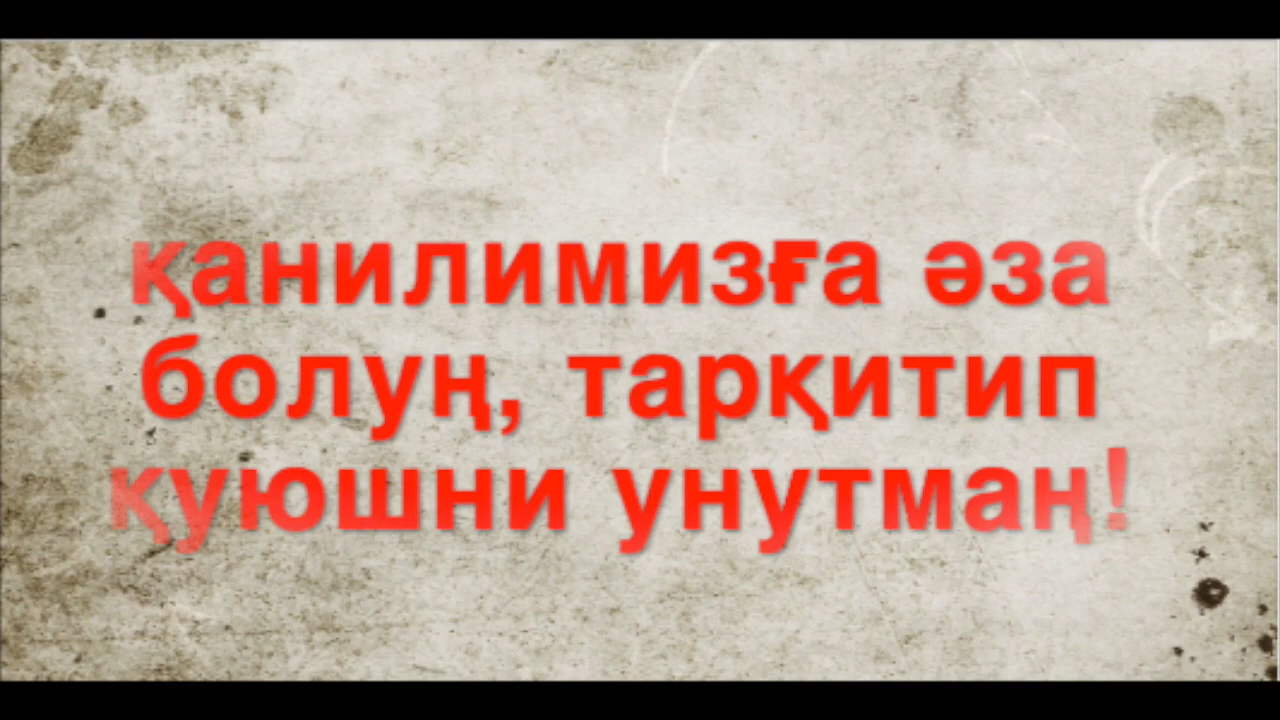 қанилимизға әза
болуң, тарқитип
қуюшни унутмаң!